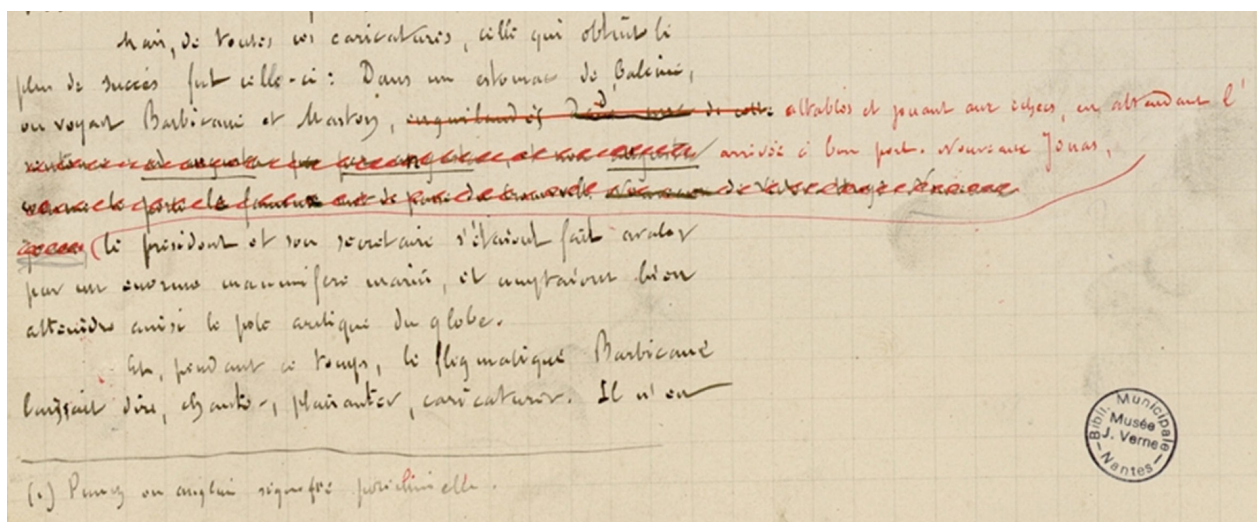 Mais, de toutes ces caricatures, celle qui obtint le
plus de succès fut celle-ci : Dans un estomac de baleine,
on voyait Barbicane et Maston, enguirlandés attablés et jouant aux échecs, en attendant l'
arrivée à bon port. Nouveaux Jonas,
le président et son secrétaire s'étaient fait avaler
par un énorme mammifère marin, et comptaient bien
atteindre ainsi le pôle arctique du globe.
Et, pendant ce temps, le flegmatique Barbicane
laissait dire, chanter, plaisanter, caricaturer. Il n'en
(1) Punch en anglais signifie polichinelle.
Bibl. Municipale
Musée
J. Verne
Nantes